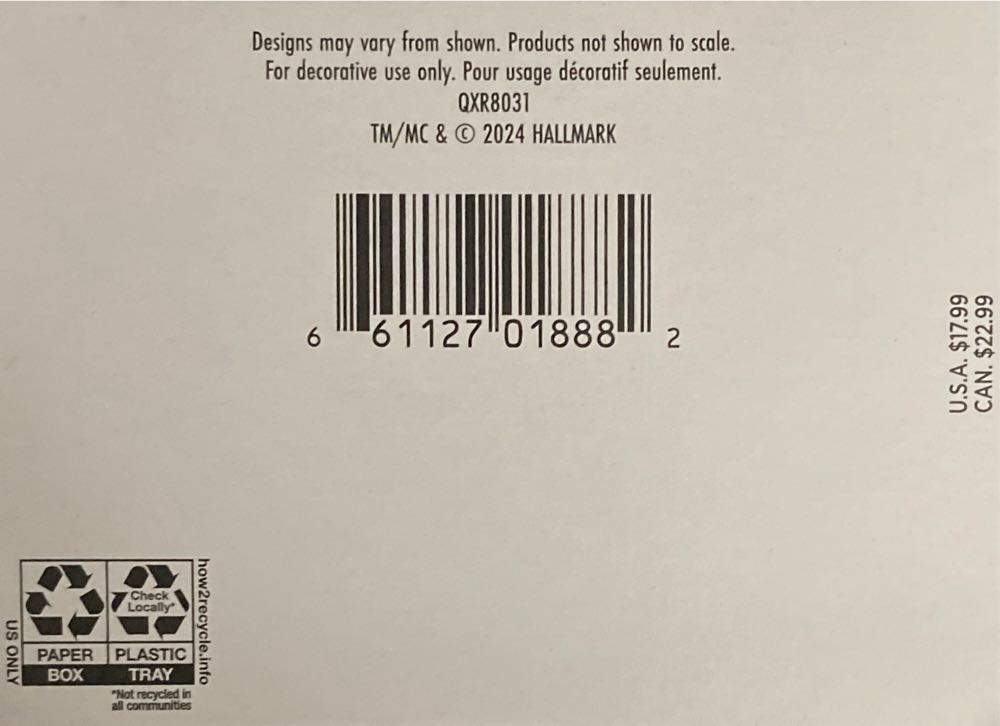 Designs may vary from shown. Products not shown to scale.
For decorative use only. Pour usage décoratif seulement.
QXR8031
TM/MC & © 2024 HALLMARK
6 61127 01888 2
U.S.A. $17.99
CAN. $22.99
US ONLY
Check
Locally*
PAPER
PLASTIC
BOX
TRAY
how2recycle.info
*Not recycled in
all communities